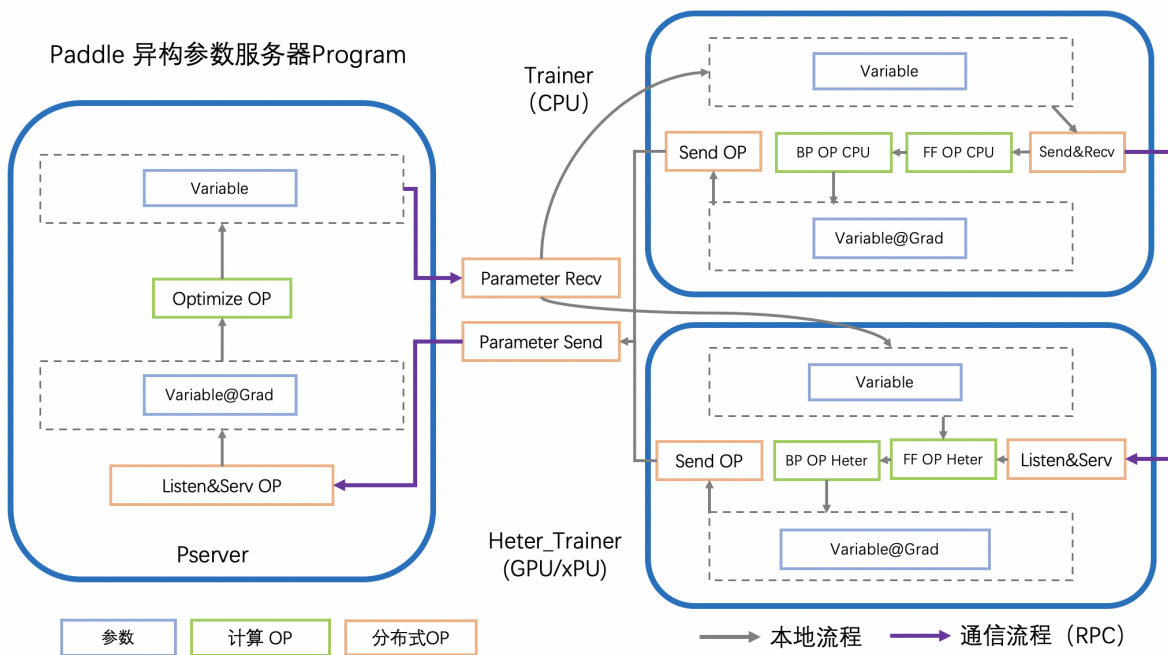 Paddle 异构参数服务器Program
Variable
Optimize OP
Variable@Grad
Listen&Serv OP
Pserver
Parameter Recv
Parameter Send
Trainer
（CPU）
Variable
Send OP
BP OP CPU
FF OP CPU
Send&Recv
Variable@Grad
Heter_Trainer
(GPU/xPU)
Variable
Send OP
BP OP Heter
FF OP Heter
Listen&Serv
Variable@Grad
参数
计算 OP
分布式OP
本地流程
通信流程（RPC）